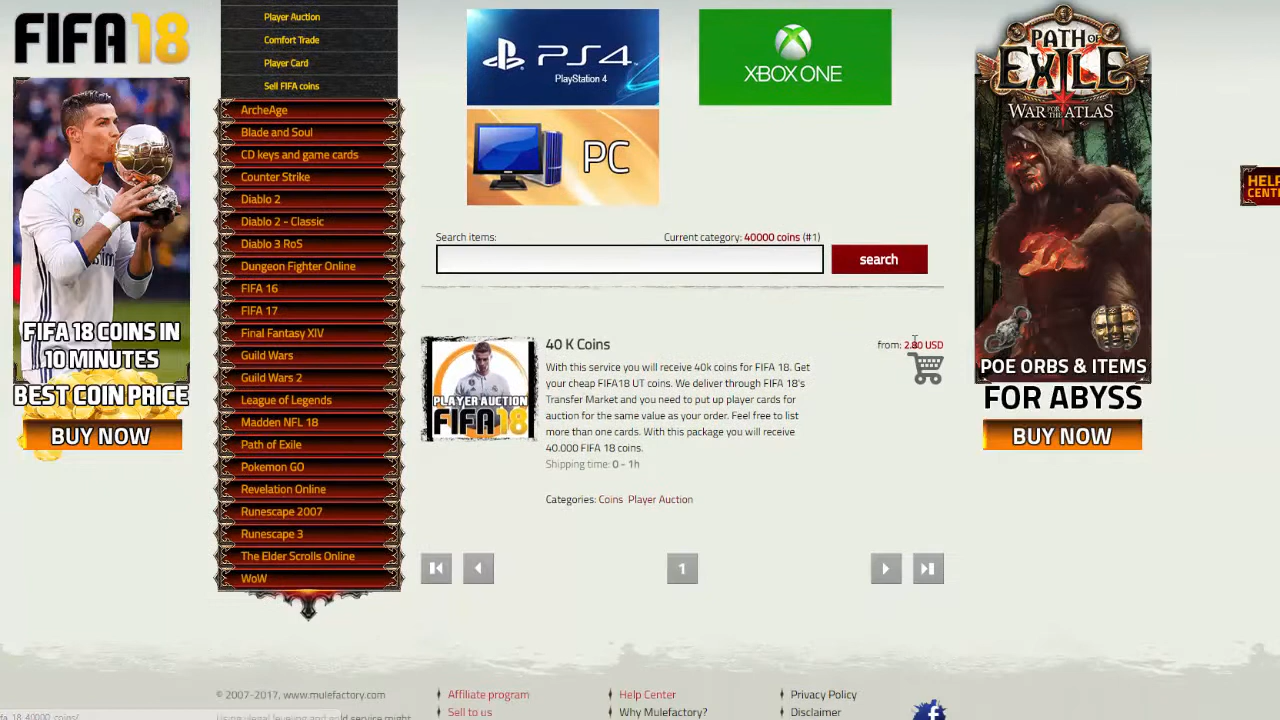 FIFA 18
FIFA 18 COINS IN
10 MINUTES
BEST COIN PRICE
BUY NOW
Player Auction
Comfort Trade
Player Card
Sell FIFA coins
ArcheAge
Blade and Soul
CD keys and game cards
Counter Strike
Diablo 2
Diablo 2 - Classic
Diablo 3 RoS
Dungeon Fighter Online
FIFA 16
FIFA 17
Final Fantasy XIV
Guild Wars
Guild Wars 2
League of Legends
Madden NFL 18
Path of Exile
Pokemon GO
Revelation Online
Runescape 2007
Runescape 3
The Elder Scrolls Online
WoW
PS4
PlayStation 4
XBOX ONE
PC
Search items:
Current category: 40000 coins (#1)
search
PLAYER AUCTION
FIFA 18
40 K Coins
With this service you will receive 40k coins for FIFA 18. Get
your cheap FIFA18 UT coins. We deliver through FIFA 18's
Transfer Market and you need to put up player cards for
auction for the same value as your order. Feel free to list
more than one cards. With this package you will receive
40.000 FIFA 18 coins.
Shipping time: 0 - 1h
Categories: Coins Player Auction
from: 2.80 USD
1
PATH OF
EXILE
WAR FOR THE ATLAS
POE ORBS & ITEMS
FOR ABYSS
BUY NOW
HELP
© 2007-2017, www.mulefactory.com
Affiliate program
Sell to us
Help Center
Why Mulefactory?
Privacy Policy
Disclaimer